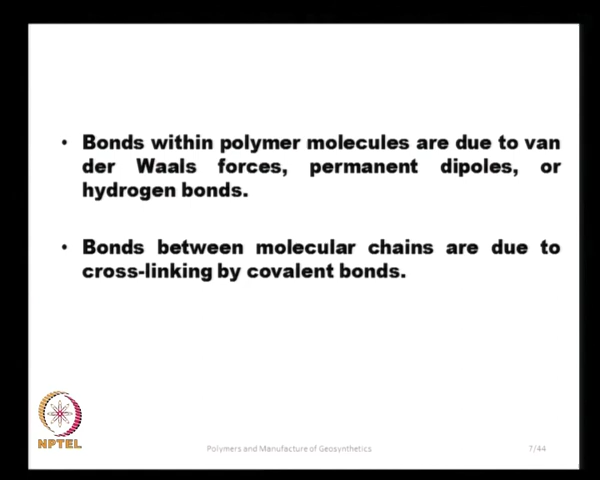 • Bonds within polymer molecules are due to van
der Waals forces, permanent dipoles, or
hydrogen bonds.
• Bonds between molecular chains are due to
cross-linking by covalent bonds.
NPTEL
Polymers and Manufacture of Geosynthetics
7/44